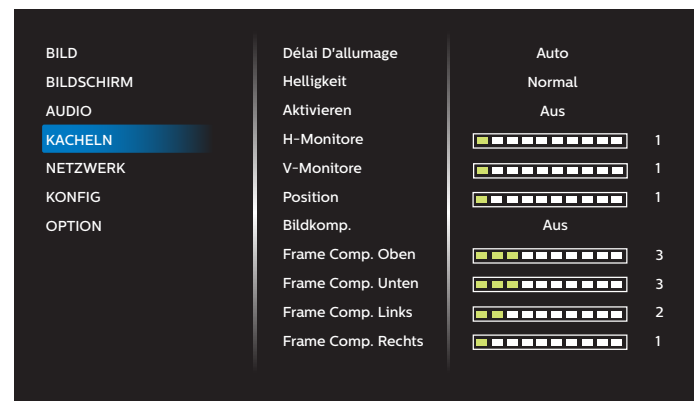 BILD
BILDSCHIRM
AUDIO
KACHELN
NETZWERK
KONFIG
OPTION
Délai D'allumage Auto
Helligkeit Normal
Aktivieren Aus
H-Monitore 1
V-Monitore 1
Position 1
Bildkomp. Aus
Frame Comp. Oben 3
Frame Comp. Unten 3
Frame Comp. Links 2
Frame Comp. Rechts 1